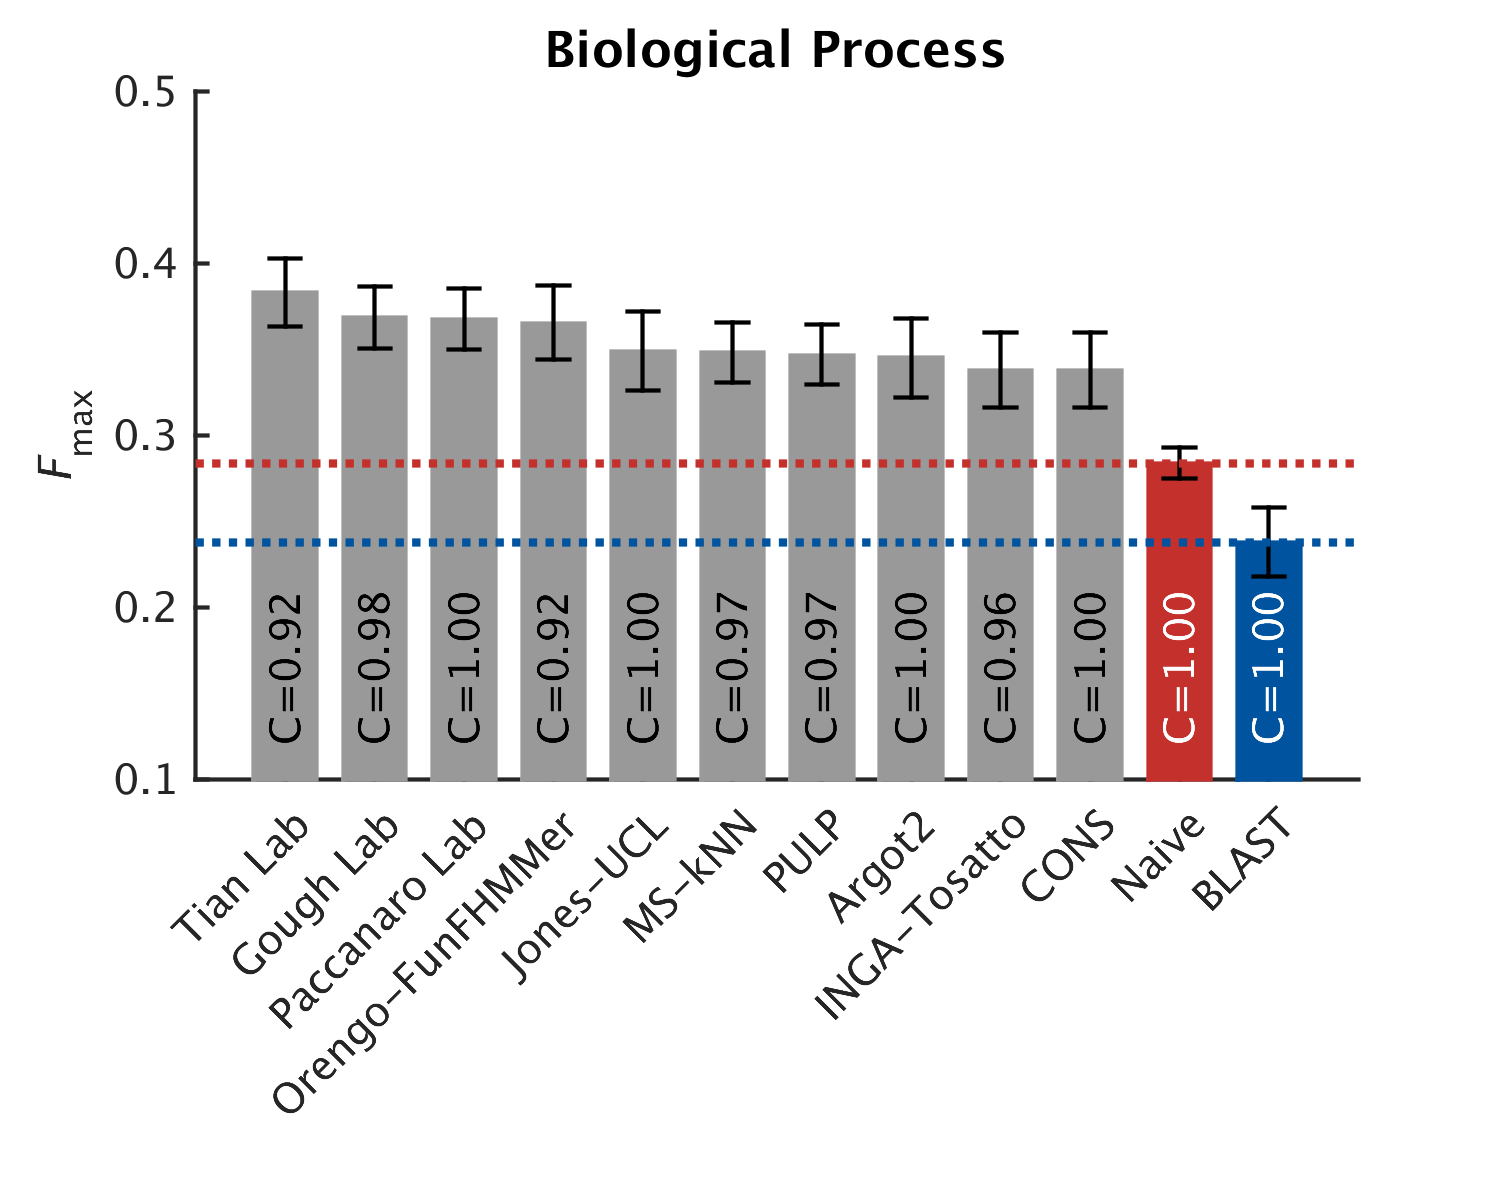 Biological Process
0.5
0.4
0.3
0.2
0.1
Fmax
C=0.92
C=0.98
C=1.00
C=0.92
C=1.00
C=0.97
C=0.97
C=1.00
C=0.96
C=1.00
C=1.00
C=1.00
Tian Lab
Gough Lab
Paccanaro Lab
Orengo-FunFHMMer
Jones-UCL
MS-kNN
PULP
Argot2
INGA-Tosatto
CONS
Naive
BLAST